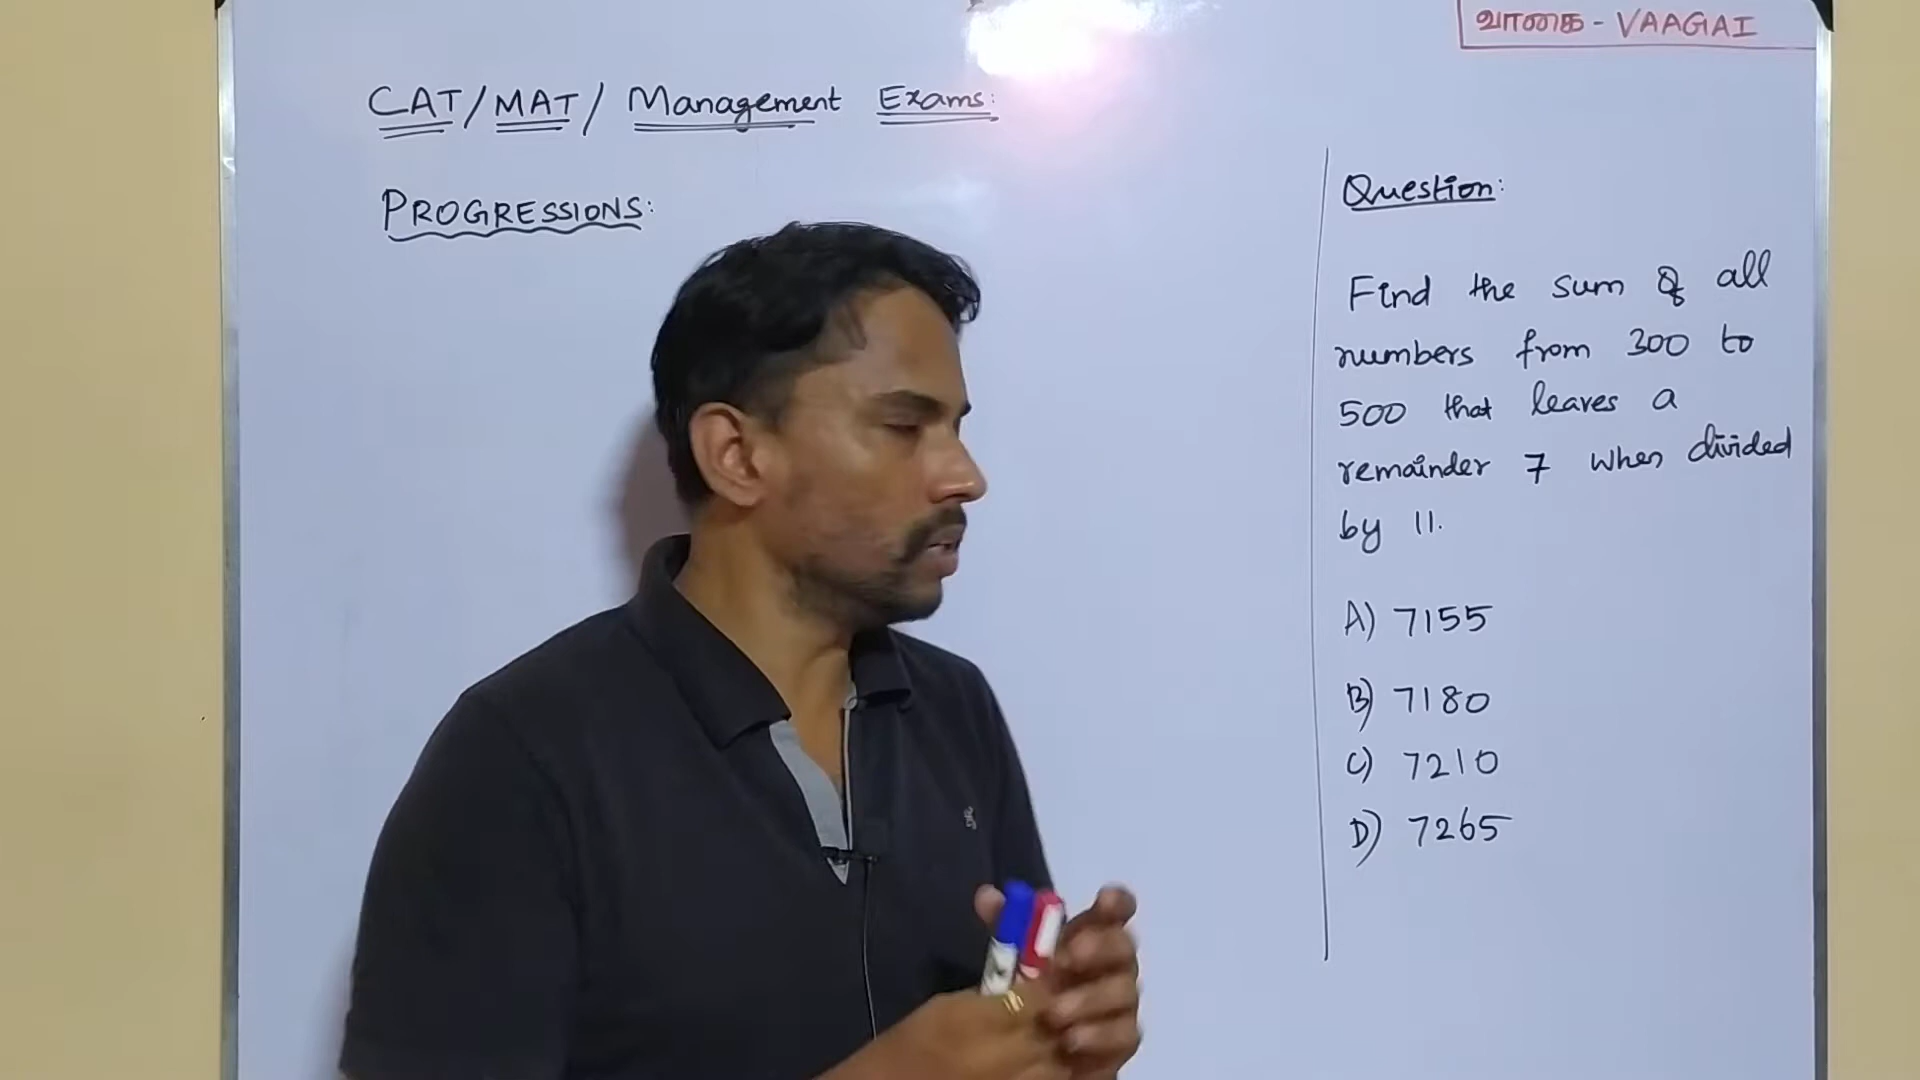 வாகை - VAAGAI
CAT/MAT/ Management Exams:
PROGRESSIONS:
Question:
Find the sum of all
numbers from 300 to
500 that leaves a
remainder 7 when divided
by 11.
A) 7155
B) 7180
C) 7210
D) 7265